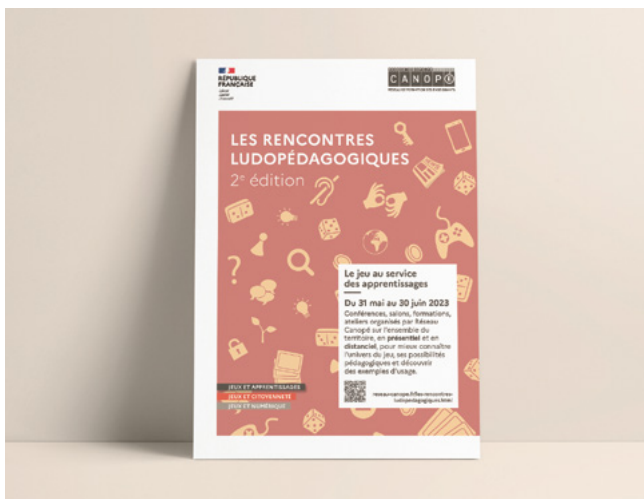 RÉPUBLIQUE
FRANÇAISE
CANOPÉ
LES RENCONTRES
LUDOPÉDAGOGIQUES
2e édition
Le jeu au service
des apprentissages
Du 31 mai au 30 juin 2023
Conférences, salons, formations,
ateliers organisés par Réseau
Canopé sur l'ensemble du
territoire, en présentiel et en
distanciel, pour mieux connaître
l'univers du jeu, ses possibilités
pédagogiques et découvrir
des exemples d'usage.
JEUX ET APPRENTISSAGES
JEUX ET CITOYENNETÉ
JEUX ET NUMÉRIQUE